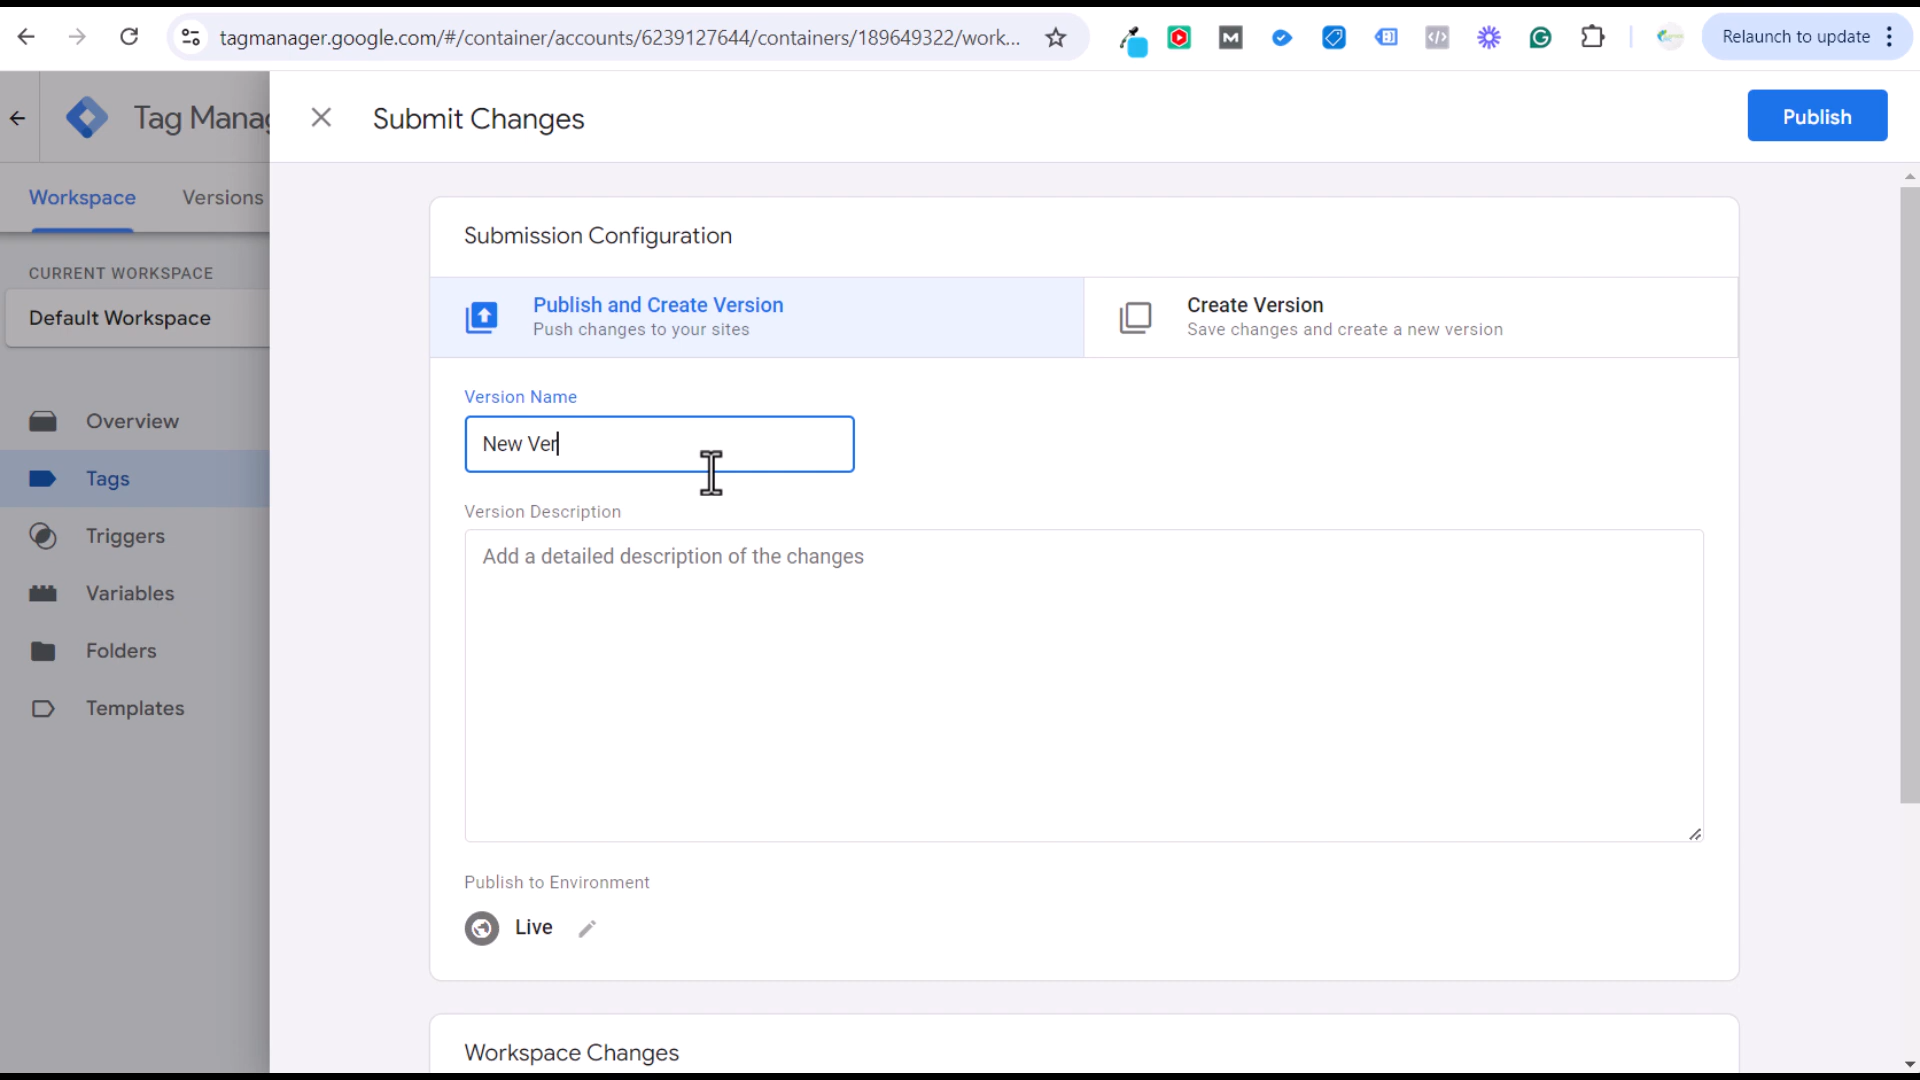 tagmanager.google.com/#/container/accounts/6239127644/containers/189649322/work...
Relaunch to update
Tag Manag
Submit Changes
Publish
Workspace
Versions
Submission Configuration
CURRENT WORKSPACE
Default Workspace
Publish and Create Version
Push changes to your sites
Create Version
Save changes and create a new version
Version Name
New Ver
Overview
Tags
Triggers
Variables
Folders
Templates
Version Description
Add a detailed description of the changes
Publish to Environment
Live
Workspace Changes